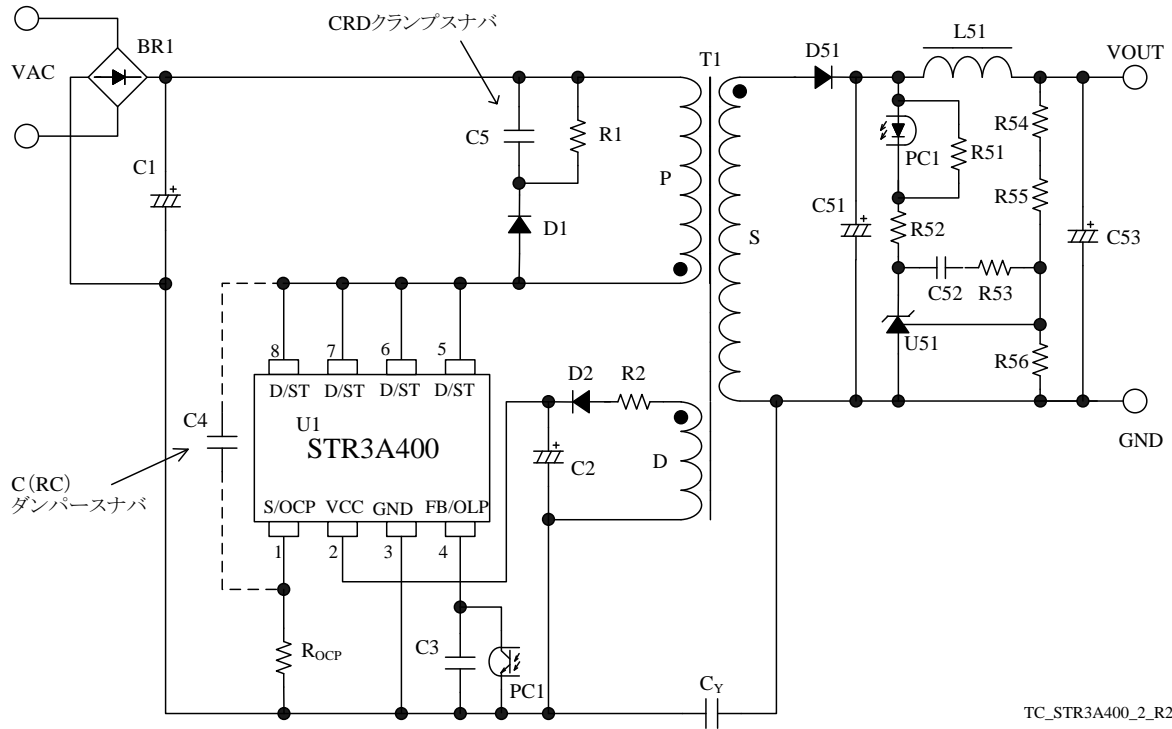 CRDクランプスナバ
BR1
VAC
C1
C5
R1
D1
T1
P
S
D51
L51
VOUT
PC1
R51
R54
R55
C51
R52
C53
C52
R53
U51
R56
GND
8
7
6
5
D/ST
D/ST
D/ST
D/ST
U1
STR3A400
S/OCP
VCC
GND
FB/OLP
1
2
3
4
C4
C(RC)
ダンパースナバ
D2
R2
C2
D
ROCP
C3
PC1
CY
TC_STR3A400_2_R2